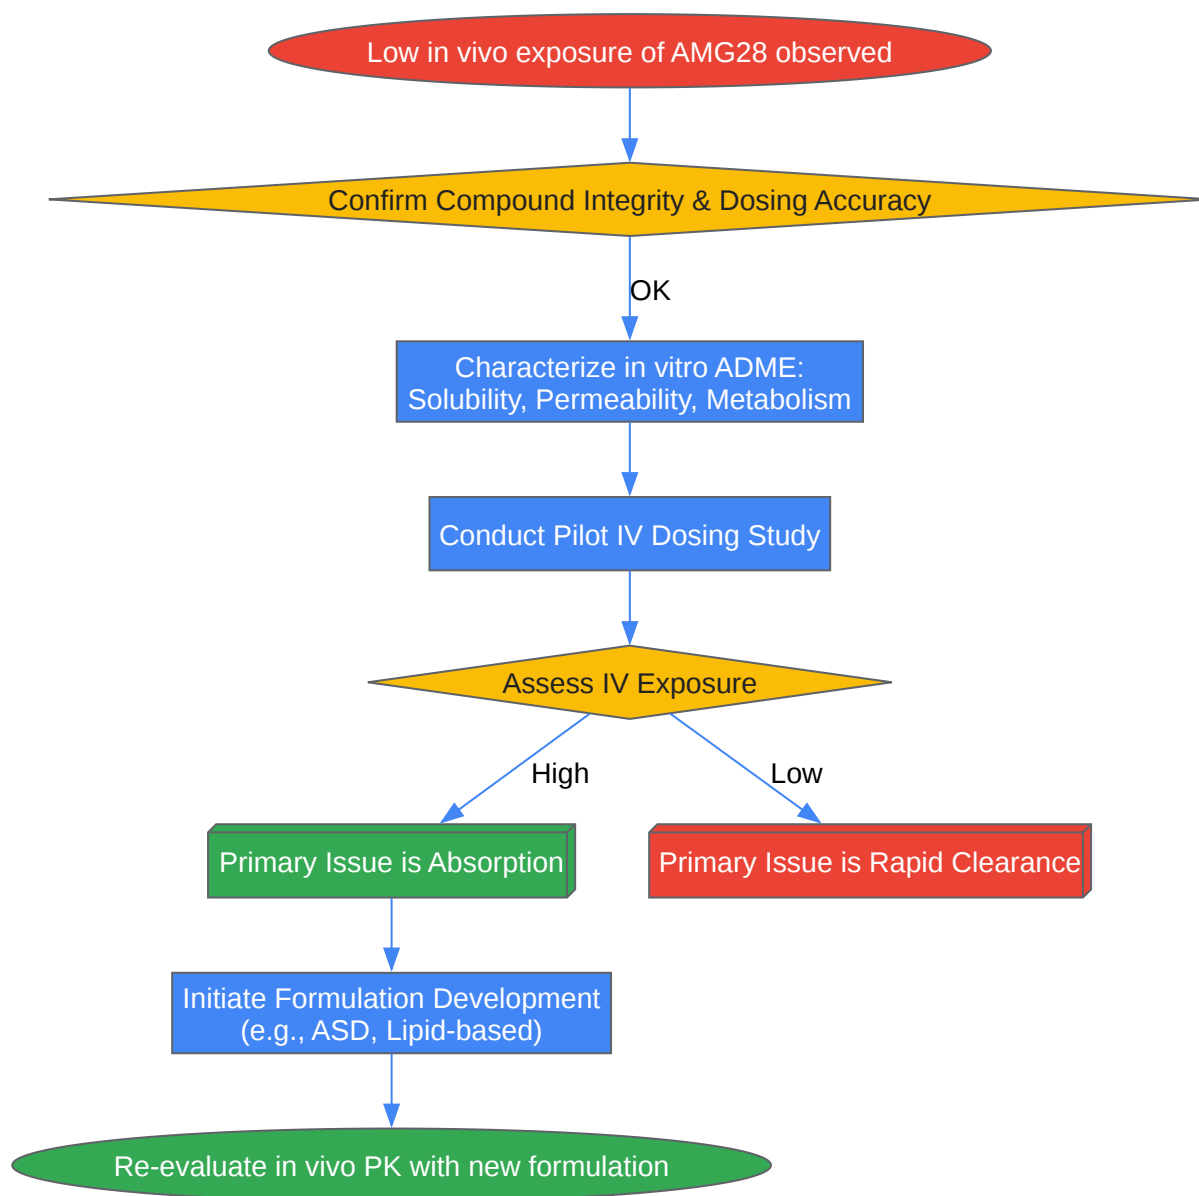 Low in vivo exposure of AMG28 observed
Confirm Compound Integrity & Dosing Accuracy
OK
Characterize in vitro ADME:
Solubility, Permeability, Metabolism
Conduct Pilot IV Dosing Study
Assess IV Exposure
High
Low
Primary Issue is Absorption
Primary Issue is Rapid Clearance
Initiate Formulation Development
(e.g., ASD, Lipid-based)
Re-evaluate in vivo PK with new formulation